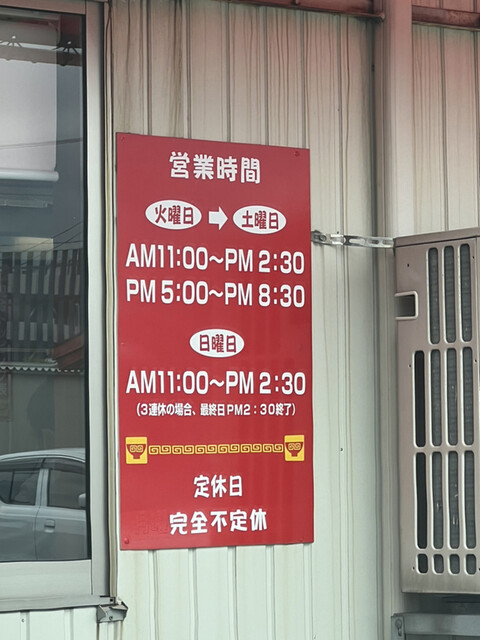 営業時間
火曜日➡土曜日
AM11:00〜PM 2:30
PM 5:00〜PM 8:30
日曜日
AM11:00〜PM 2:30
(3連休の場合、最終日PM2:30終了)
定休日
完全不定休